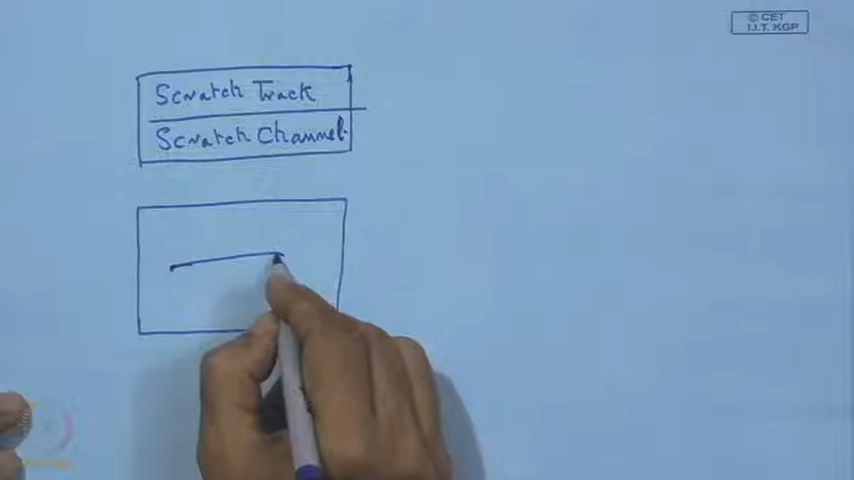 © CET
I.I.T. KGP
Scratch Track
Scratch Channel